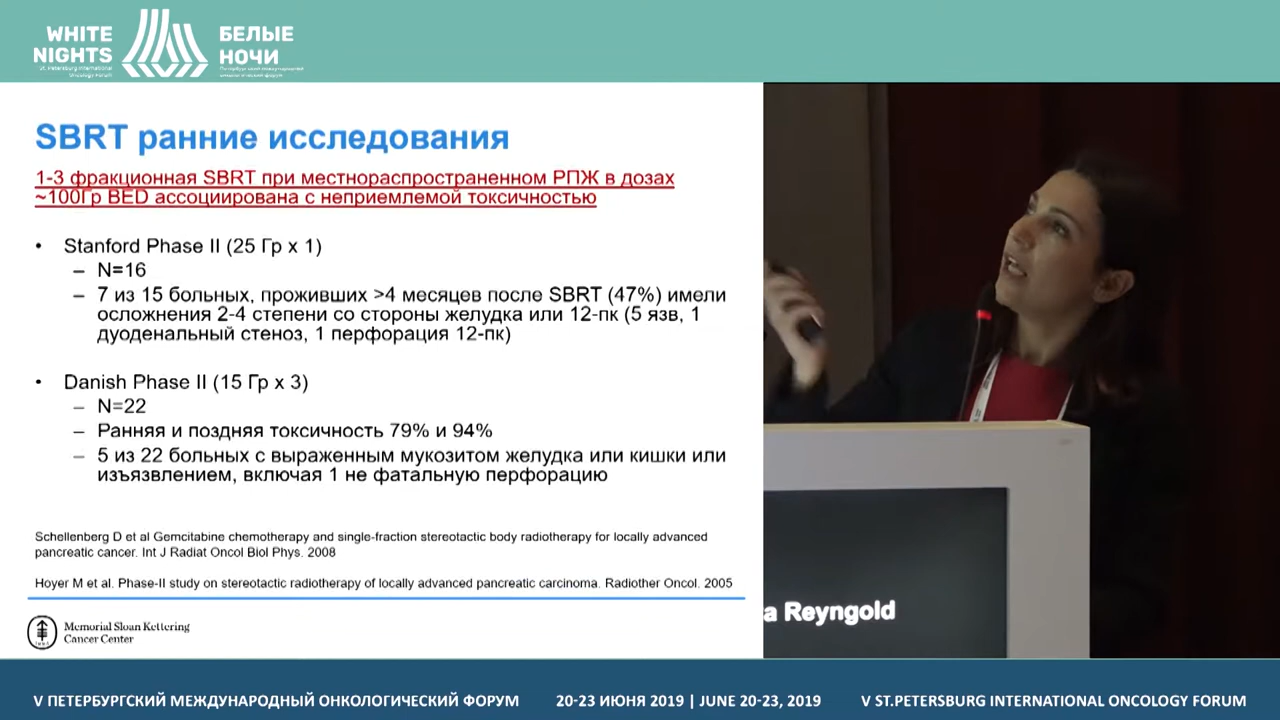 WHITE
NIGHTS
St. Petersburg International
Oncology Forum
БЕЛЫЕ
НОЧИ
Петербургский международный
онкологический форум
SBRT ранние исследования
1-3 фракционная SBRT при местнораспространенном РПЖ в дозах
~100Гр BED ассоциирована с неприемлемой токсичностью
• Stanford Phase II (25 Гр x 1)
– N=16
– 7 из 15 больных, проживших >4 месяцев после SBRT (47%) имели
осложнения 2-4 степени со стороны желудка или 12-пк (5 язв, 1
дуоденальный стеноз, 1 перфорация 12-пк)
• Danish Phase II (15 Гр x 3)
– N=22
– Ранняя и поздняя токсичность 79% и 94%
– 5 из 22 больных с выраженным мукозитом желудка или кишки или
изъязвлением, включая 1 не фатальную перфорацию
Schellenberg D et al Gemcitabine chemotherapy and single-fraction stereotactic body radiotherapy for locally advanced
pancreatic cancer. Int J Radiat Oncol Biol Phys. 2008
Hoyer M et al. Phase-II study on stereotactic radiotherapy of locally advanced pancreatic carcinoma. Radiother Oncol. 2005
Memorial Sloan Kettering
Cancer Center
a Reyngold
V ПЕТЕРБУРГСКИЙ МЕЖДУНАРОДНЫЙ ОНКОЛОГИЧЕСКИЙ ФОРУМ 20-23 ИЮНЯ 2019 | JUNE 20-23, 2019 V ST.PETERSBURG INTERNATIONAL ONCOLOGY FORUM